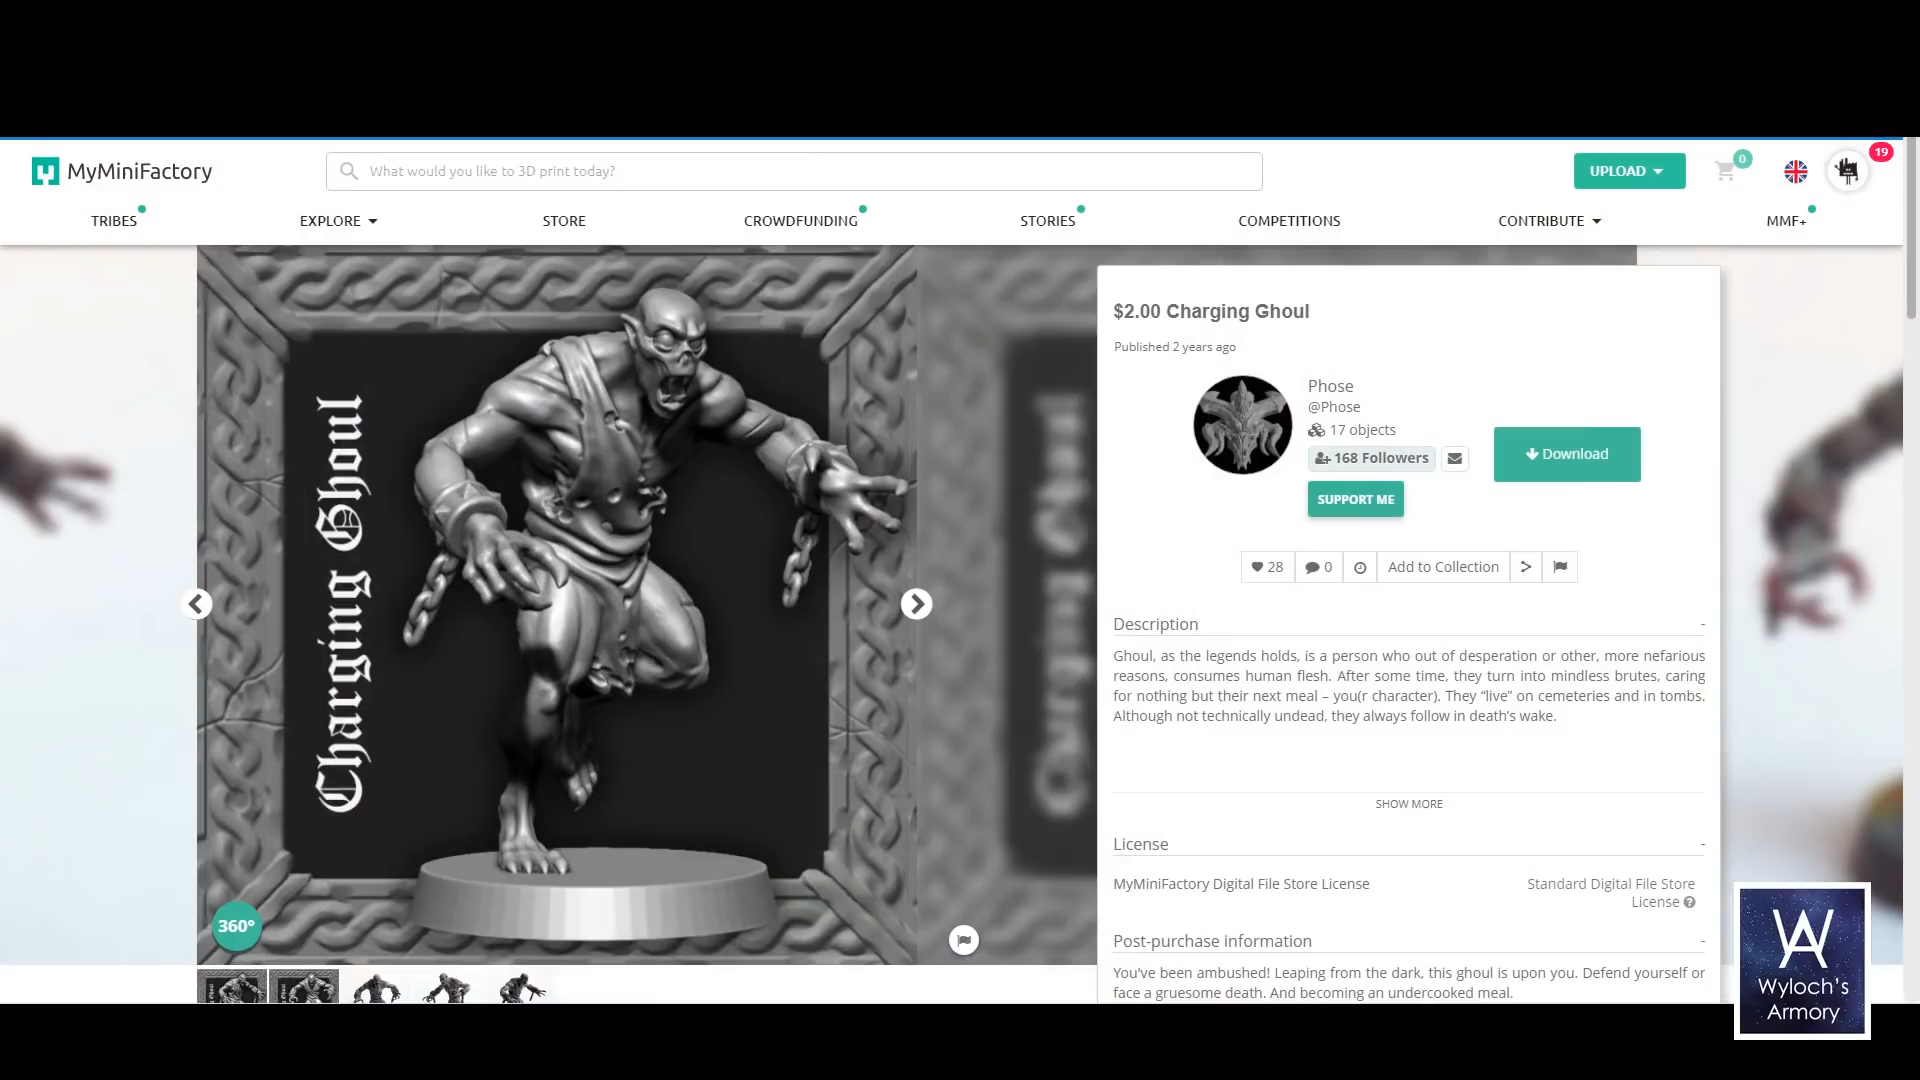 MyMiniFactory
What would you like to 3D print today?
UPLOAD
0
19
TRIBES
EXPLORE
STORE
CROWDFUNDING
STORIES
COMPETITIONS
CONTRIBUTE
MMF+
Charging Ghoul
360°
$2.00 Charging Ghoul
Published 2 years ago
Phose
@Phose
17 objects
168 Followers
SUPPORT ME
Download
28
0
Add to Collection
Description
-
Ghoul, as the legends holds, is a person who out of desperation or other, more nefarious
reasons, consumes human flesh. After some time, they turn into mindless brutes, caring
for nothing but their next meal – you(r character). They “live” on cemeteries and in tombs.
Although not technically undead, they always follow in death’s wake.
SHOW MORE
License
-
MyMiniFactory Digital File Store License
Standard Digital File Store
License
Post-purchase information
-
You've been ambushed! Leaping from the dark, this ghoul is upon you. Defend yourself or
face a gruesome death. And becoming an undercooked meal.
WA
Wyloch's
Armory